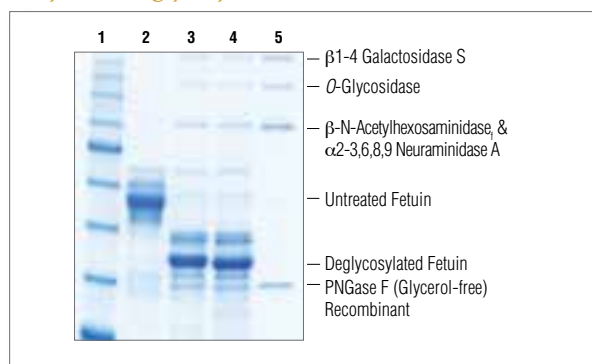 1 2 3 4 5
β1-4 Galactosidase S
O-Glycosidase
β-N-Acetylhexosaminidasef &
α2-3,6,8,9 Neuraminidase A
Untreated Fetuin
Deglycosylated Fetuin
PNGase F (Glycerol-free)
Recombinant